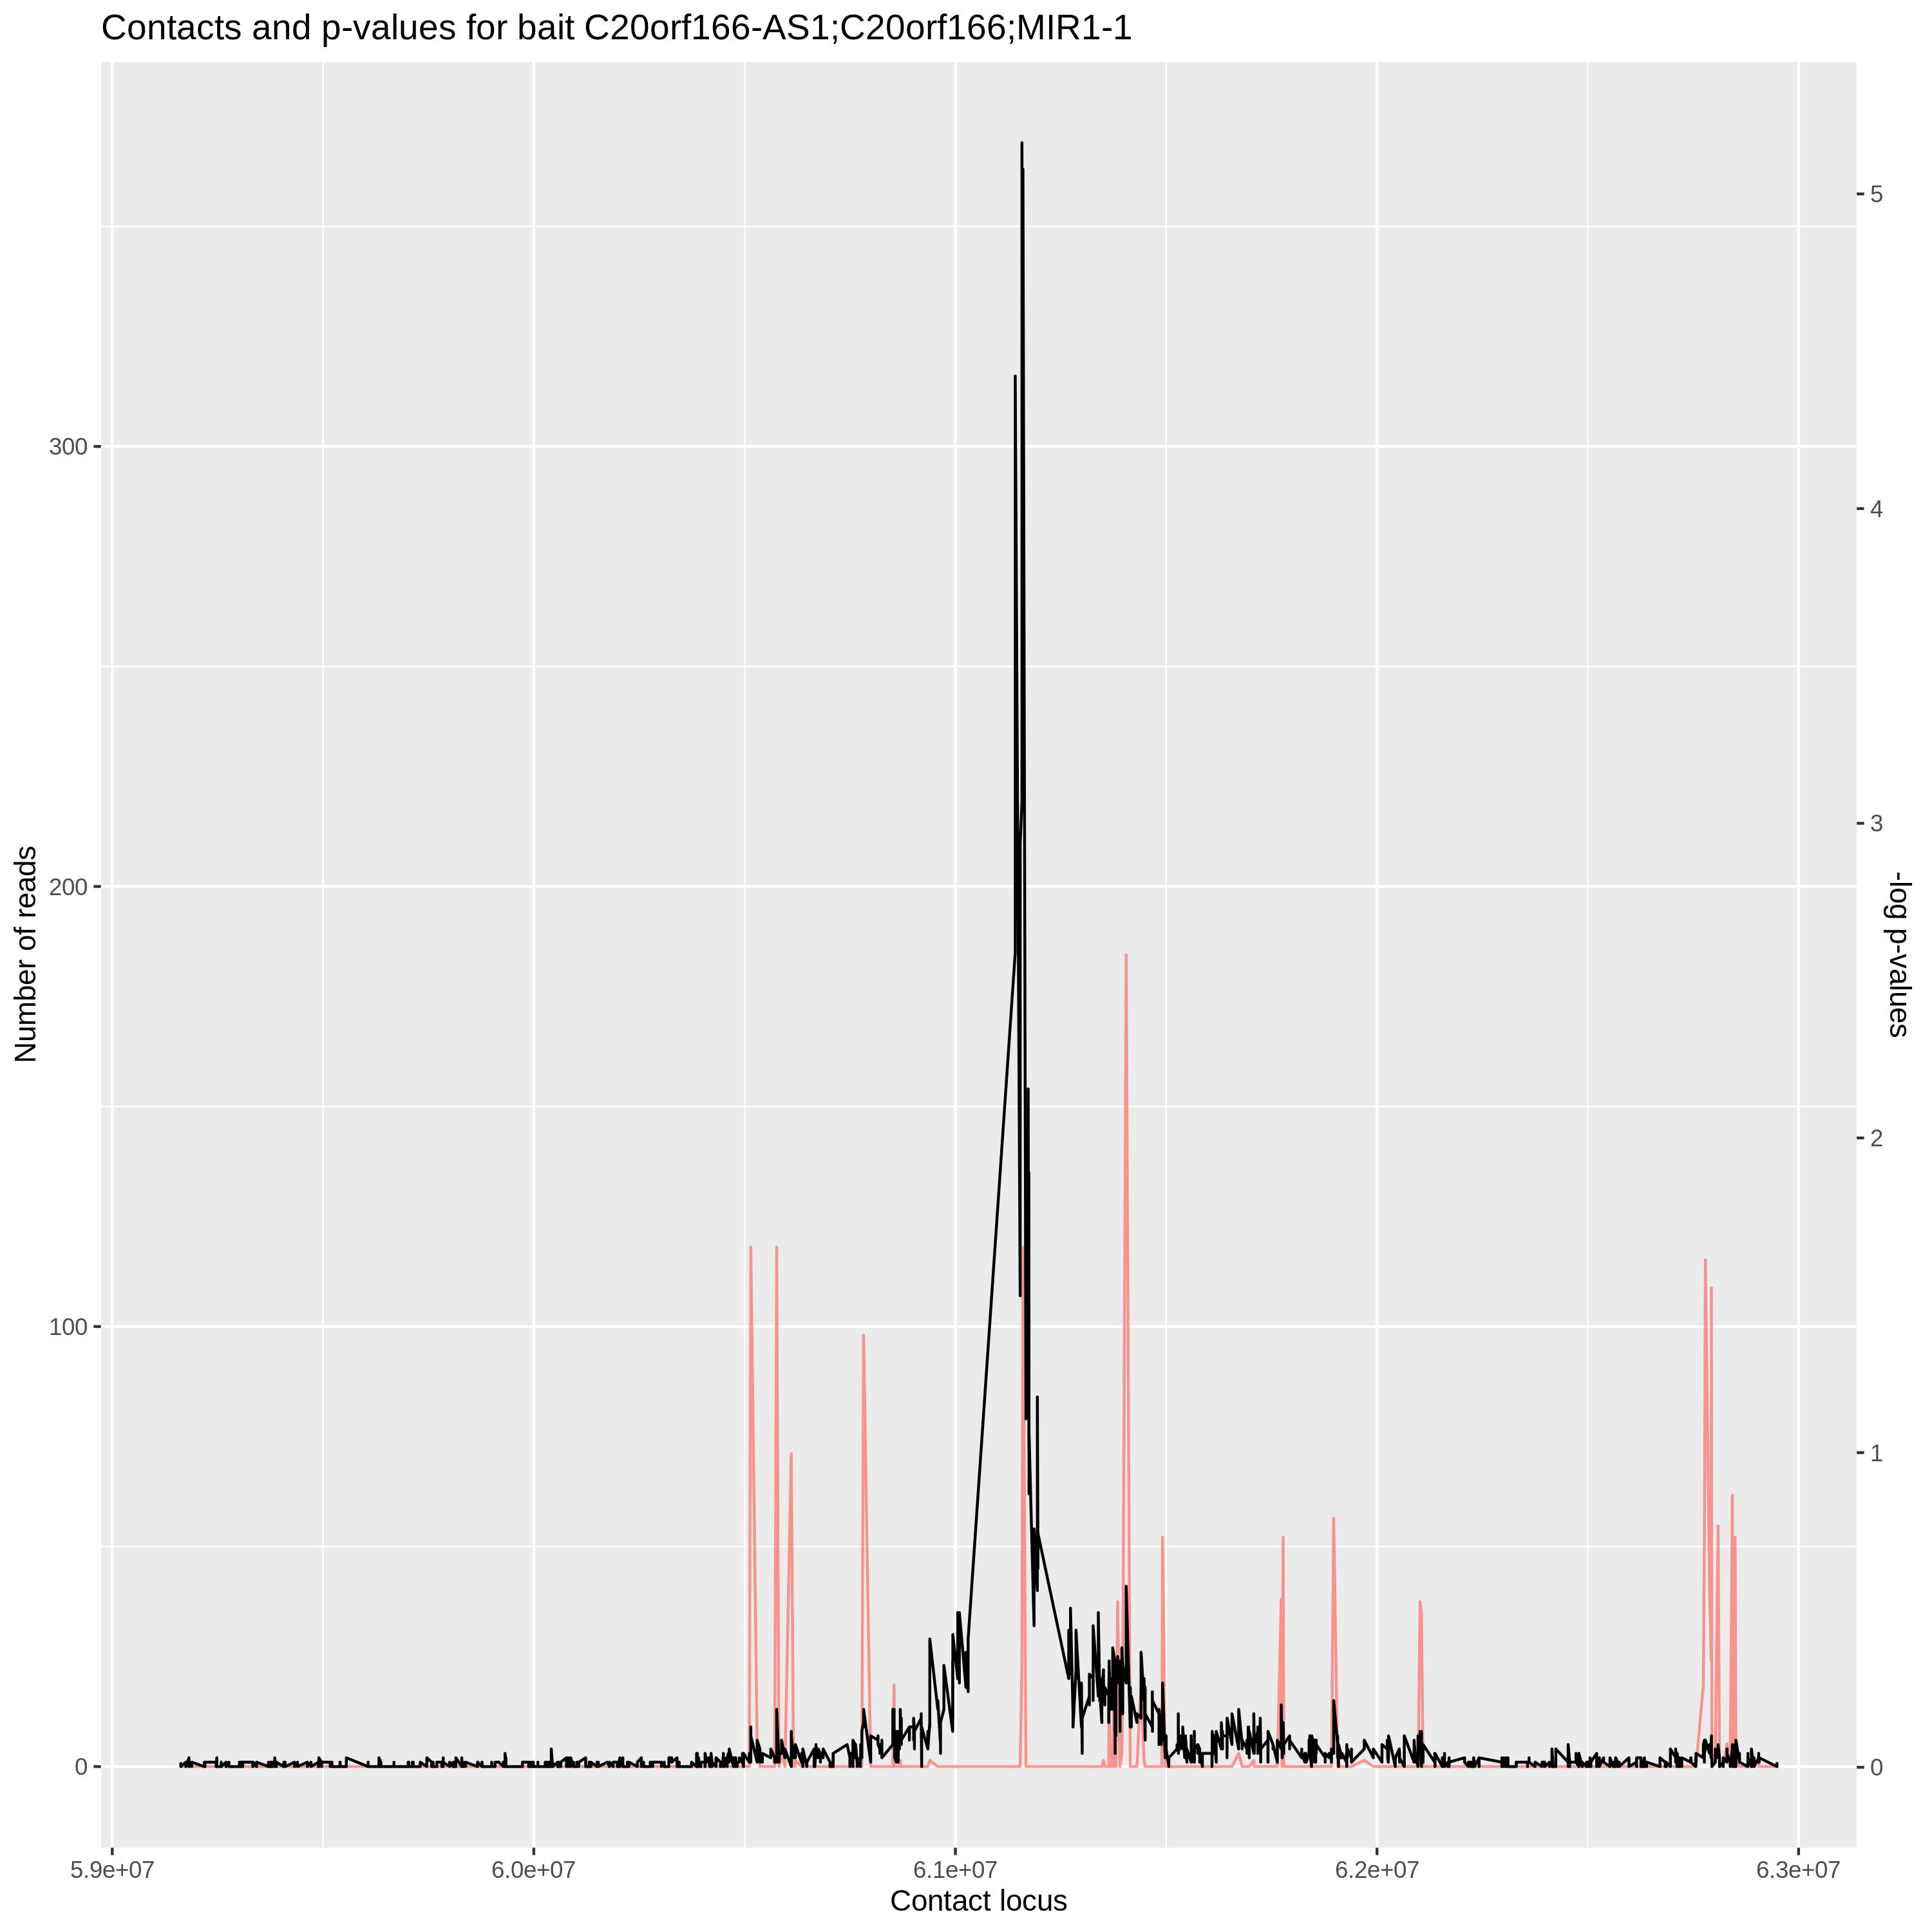 Contacts and p-values for bait C20orf166-AS1;C20orf166;MIR1-1
Number of reads
300
200
100
0
5
4
3
2
1
0
-log p-values
5.9e+07 6.0e+07 6.1e+07 6.2e+07 6.3e+07
Contact locus